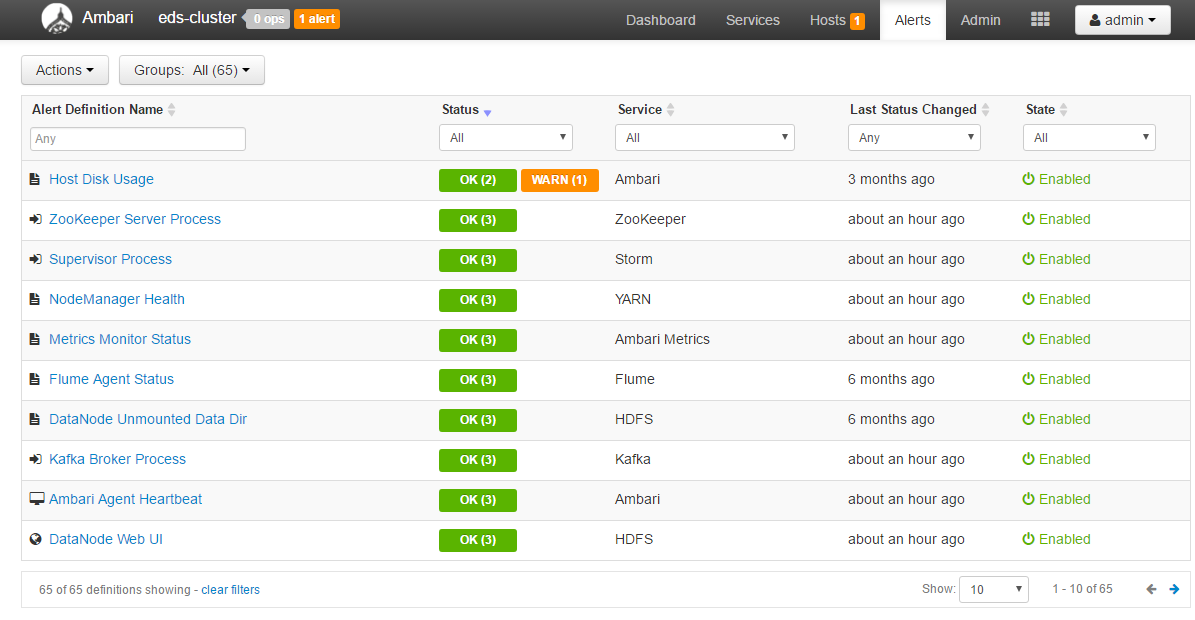 Ambari eds-cluster 0 ops 1 alert Dashboard Services Hosts 1 Alerts Admin admin
Actions Groups: All (65)
Alert Definition Name Status Service Last Status Changed State
Any All All Any All
Host Disk Usage OK (2) WARN (1) Ambari 3 months ago Enabled
ZooKeeper Server Process OK (3) ZooKeeper about an hour ago Enabled
Supervisor Process OK (3) Storm about an hour ago Enabled
NodeManager Health OK (3) YARN about an hour ago Enabled
Metrics Monitor Status OK (3) Ambari Metrics about an hour ago Enabled
Flume Agent Status OK (3) Flume 6 months ago Enabled
DataNode Unmounted Data Dir OK (3) HDFS 6 months ago Enabled
Kafka Broker Process OK (3) Kafka about an hour ago Enabled
Ambari Agent Heartbeat OK (3) Ambari about an hour ago Enabled
DataNode Web UI OK (3) HDFS about an hour ago Enabled
65 of 65 definitions showing - clear filters Show: 10 1 - 10 of 65